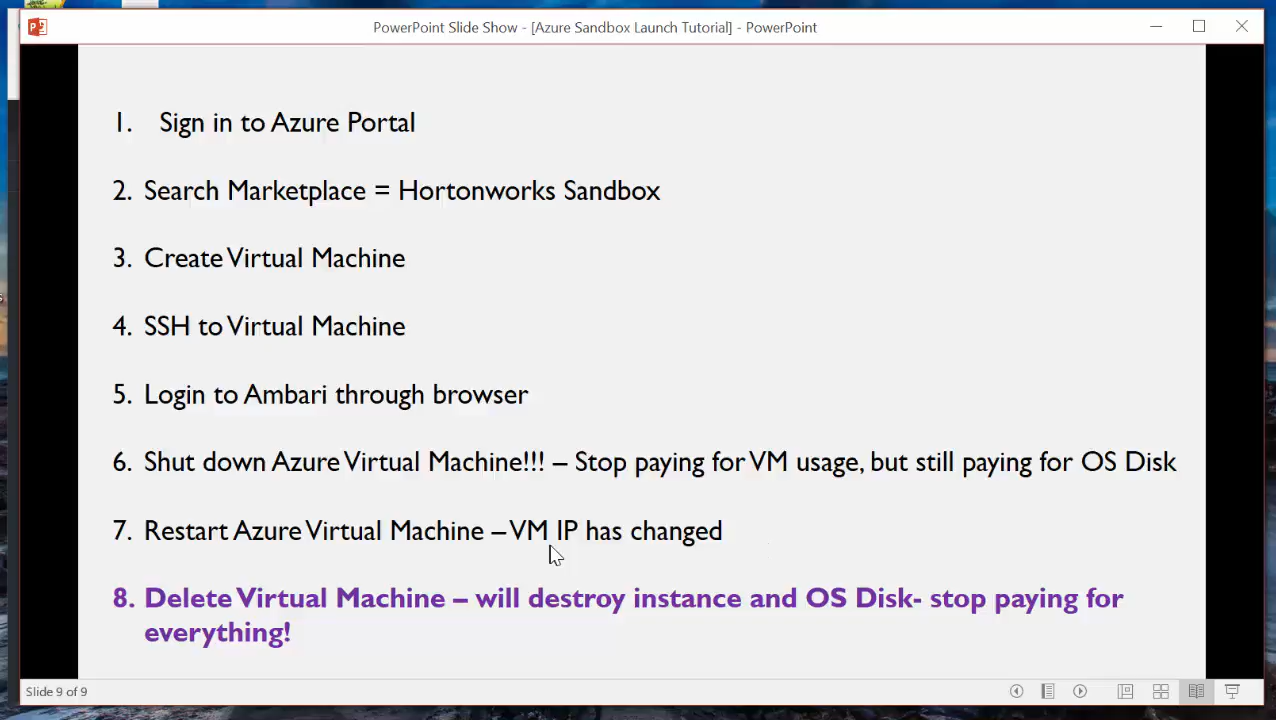 PowerPoint Slide Show - [Azure Sandbox Launch Tutorial] - PowerPoint
1. Sign in to Azure Portal
2. Search Marketplace = Hortonworks Sandbox
3. Create Virtual Machine
4. SSH to Virtual Machine
5. Login to Ambari through browser
6. Shut down Azure Virtual Machine!!! – Stop paying for VM usage, but still paying for OS Disk
7. Restart Azure Virtual Machine – VM IP has changed
8. Delete Virtual Machine – will destroy instance and OS Disk- stop paying for
everything!
Slide 9 of 9